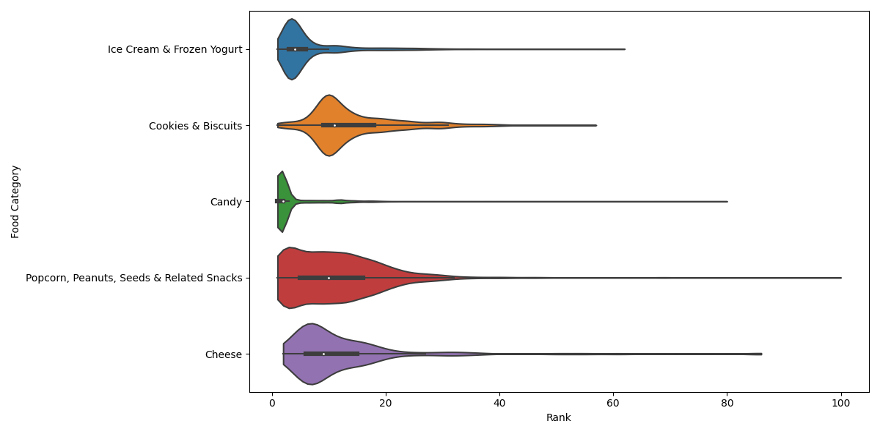 Food Category
Ice Cream & Frozen Yogurt
Cookies & Biscuits
Candy
Popcorn, Peanuts, Seeds & Related Snacks
Cheese
0 20 40 60 80 100
Rank